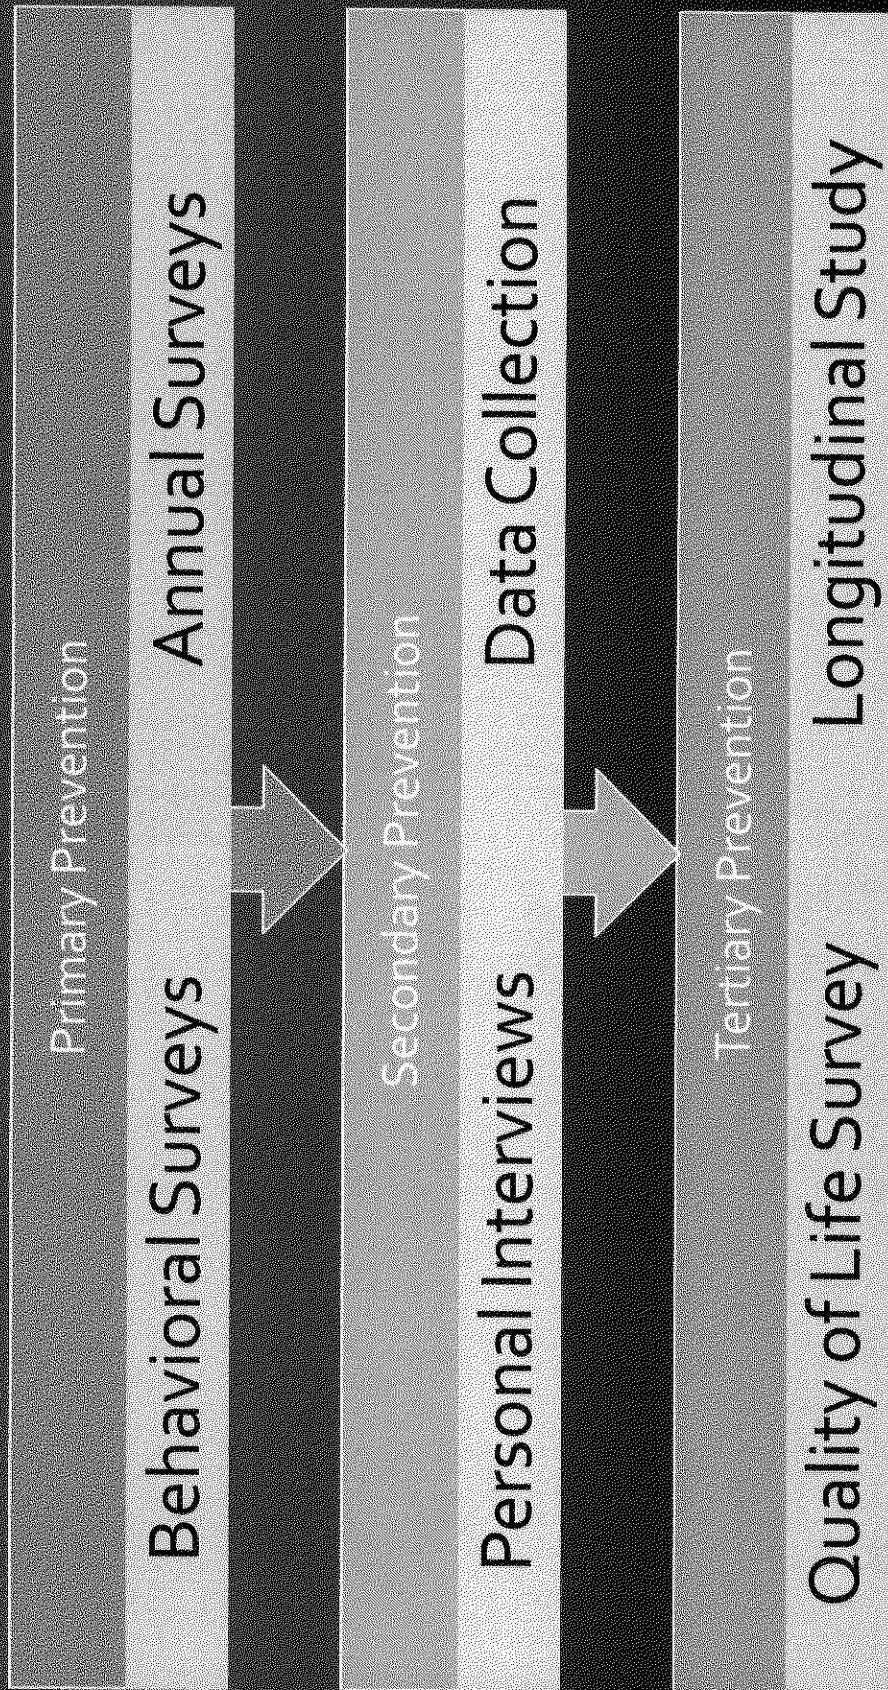 Primary Prevention
Behavioral Surveys Annual Surveys
Secondary Prevention
Personal Interviews Data Collection
Tertiary Prevention
Quality of Life Survey Longitudinal Study